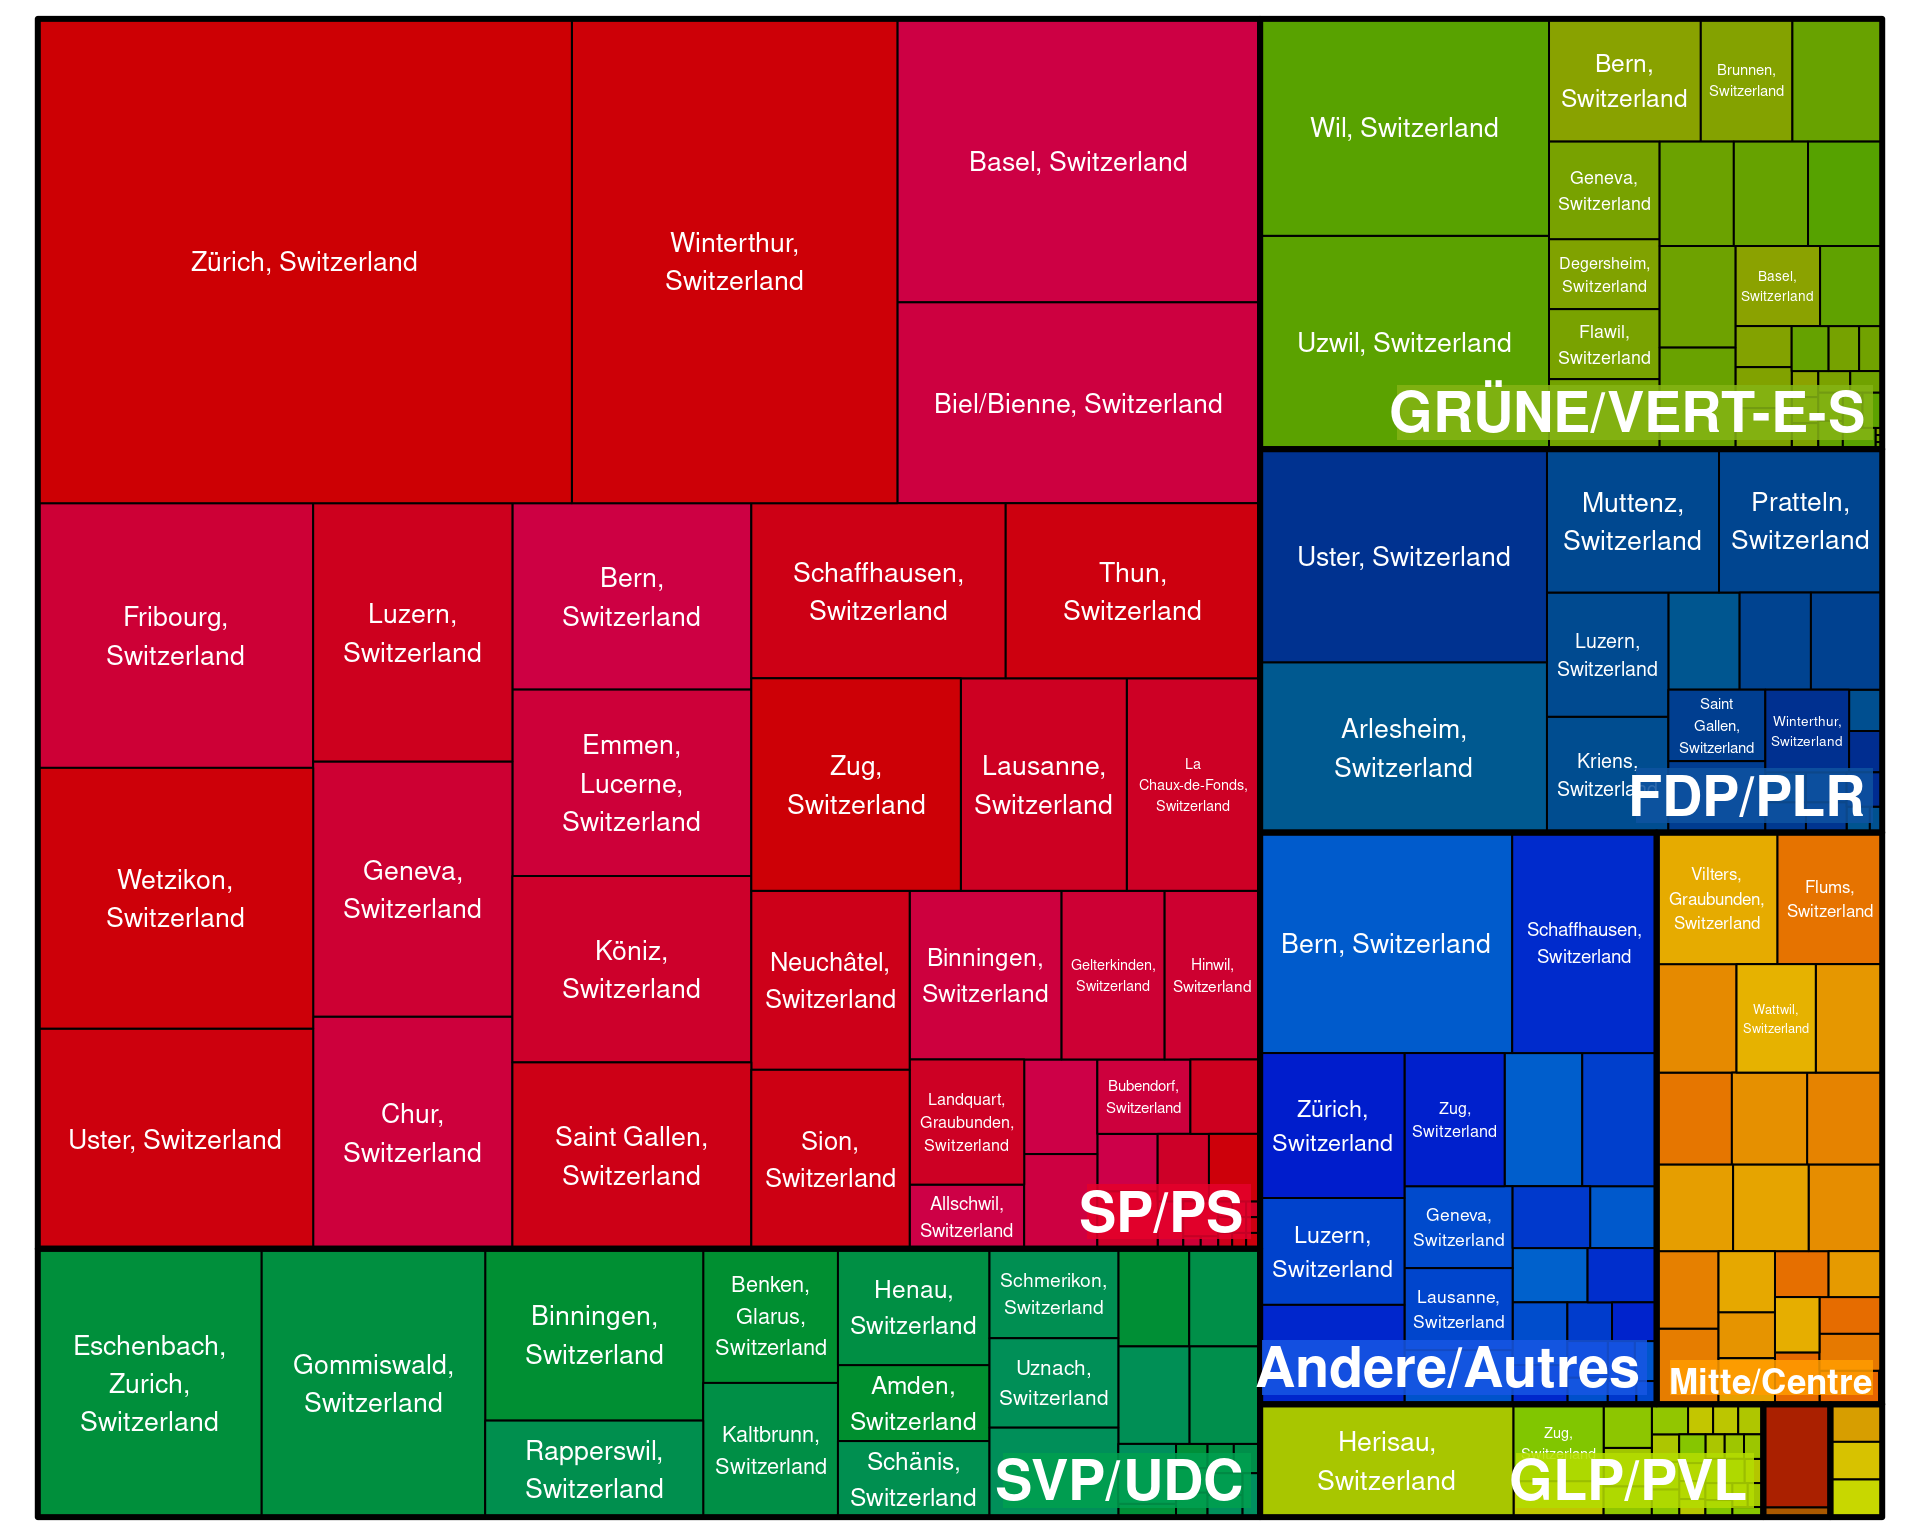 Zürich, Switzerland
Winterthur,
Switzerland
Basel, Switzerland
Biel/Bienne, Switzerland
Fribourg,
Switzerland
Luzern,
Switzerland
Bern,
Switzerland
Schaffhausen,
Switzerland
Thun,
Switzerland
Emmen,
Lucerne,
Switzerland
Zug,
Switzerland
Lausanne,
Switzerland
La
Chaux-de-Fonds,
Switzerland
Wetzikon,
Switzerland
Geneva,
Switzerland
Köniz,
Switzerland
Neuchâtel,
Switzerland
Binningen,
Switzerland
Gelterkinden,
Switzerland
Hinwil,
Switzerland
Uster, Switzerland
Chur,
Switzerland
Saint Gallen,
Switzerland
Sion,
Switzerland
Landquart,
Graubunden,
Switzerland
Bubendorf,
Switzerland
Allschwil,
Switzerland
SP/PS
Eschenbach,
Zurich,
Switzerland
Gommiswald,
Switzerland
Binningen,
Switzerland
Rapperswil,
Switzerland
Benken,
Glarus,
Switzerland
Kaltbrunn,
Switzerland
Henau,
Switzerland
Amden,
Switzerland
Schänis,
Switzerland
Schmerikon,
Switzerland
Uznach,
Switzerland
SVP/UDC
Wil, Switzerland
Uzwil, Switzerland
Bern,
Switzerland
Brunnen,
Switzerland
Geneva,
Switzerland
Degersheim,
Switzerland
Flawil,
Switzerland
Basel,
Switzerland
GRÜNE/VERT-E-S
Uster, Switzerland
Arlesheim,
Switzerland
Muttenz,
Switzerland
Pratteln,
Switzerland
Luzern,
Switzerland
Kriens,
Switzerland
Saint
Gallen,
Switzerland
Winterthur,
Switzerland
FDP/PLR
Bern, Switzerland
Schaffhausen,
Switzerland
Zürich,
Switzerland
Zug,
Switzerland
Luzern,
Switzerland
Geneva,
Switzerland
Lausanne,
Switzerland
Andere/Autres
Vilters,
Graubunden,
Switzerland
Flums,
Switzerland
Wattwil,
Switzerland
Mitte/Centre
Herisau,
Switzerland
Zug,
Switzerland
GLP/PVL